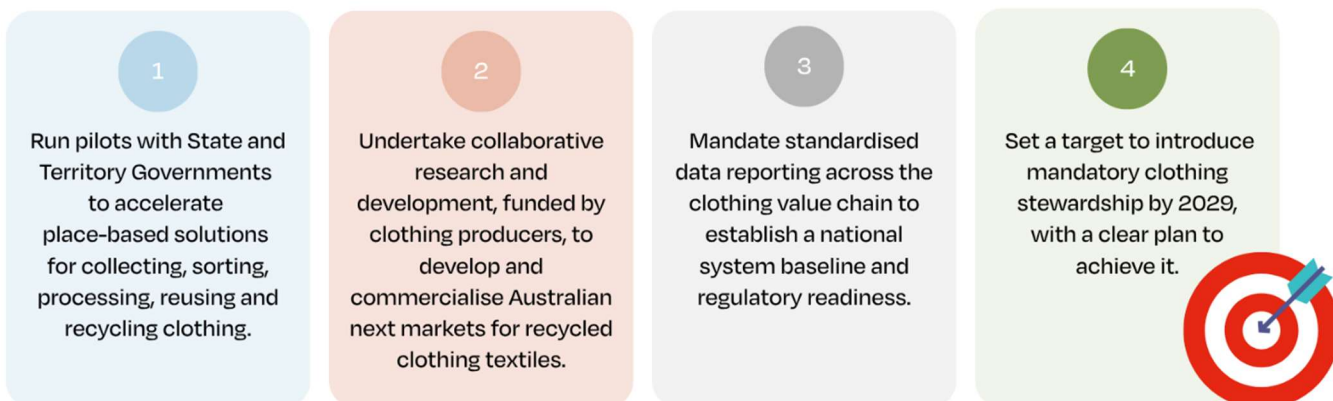 1
Run pilots with State and
Territory Governments
to accelerate
place-based solutions
for collecting, sorting,
processing, reusing and
recycling clothing.
2
Undertake collaborative
research and
development, funded by
clothing producers, to
develop and
commercialise Australian
next markets for recycled
clothing textiles.
3
Mandate standardised
data reporting across the
clothing value chain to
establish a national
system baseline and
regulatory readiness.
4
Set a target to introduce
mandatory clothing
stewardship by 2029,
with a clear plan to
achieve it.